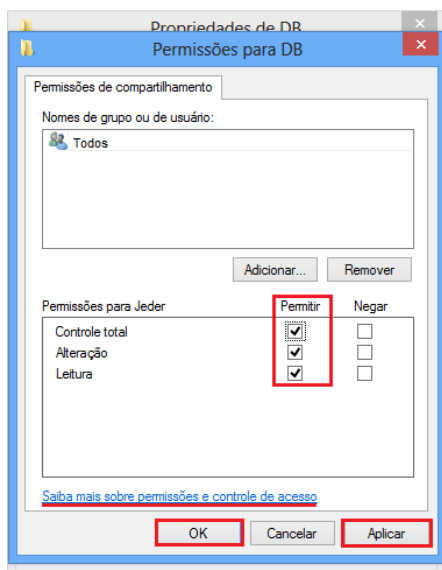 Propriedades de DB
Permissões para DB
Permissões de compartilhamento
Nomes de grupo ou de usuário:
Todos
Adicionar... Remover
Permissões para Jeder Permitir Negar
Controle total
Alteração
Leitura
Saiba mais sobre permissões e controle de acesso
OK Cancelar Aplicar